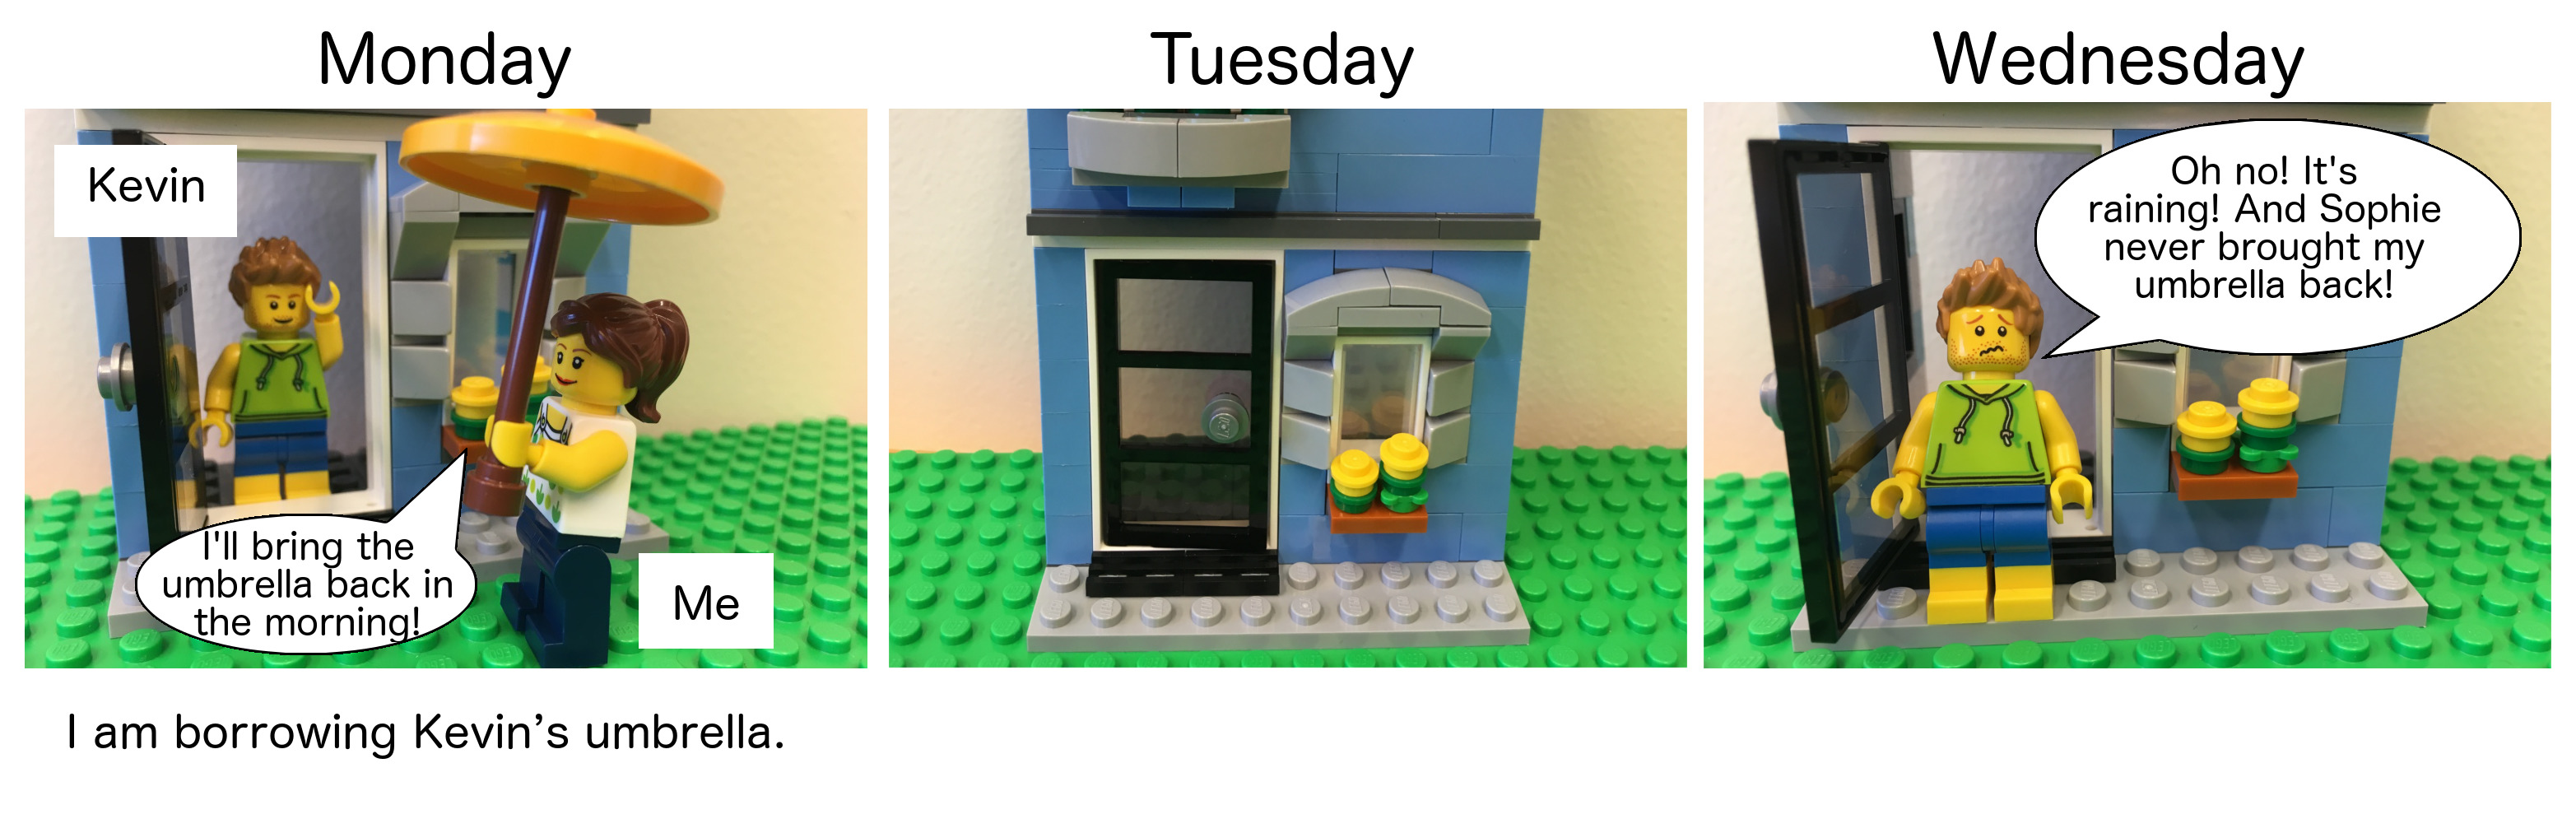 Monday
Tuesday
Wednesday
Kevin
I'll bring the
umbrella back in
the morning!
Me
Oh no! It's
raining! And Sophie
never brought my
umbrella back!
I am borrowing Kevin’s umbrella.